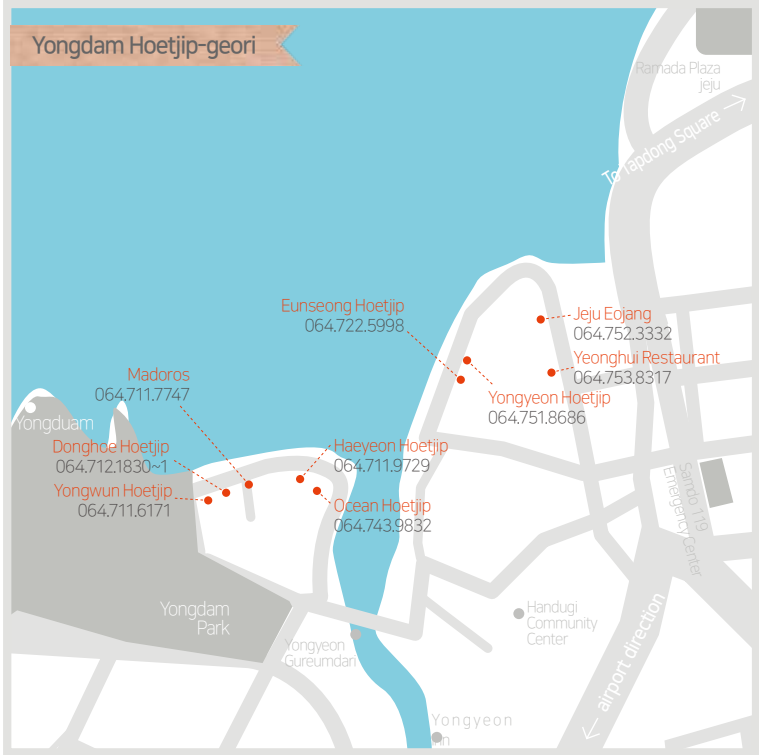 Yongdam Hoetjip-geori
Ramada Plaza
jeju
To Tapdong Square →
Eunseong Hoetjip
064.722.5998
Jeju Eojang
064.752.3332
Yeonghui Restaurant
064.753.8317
Yongyeon Hoetjip
064.751.8686
Madoros
064.711.7747
Yongduam
Donghoe Hoetjip
064.712.1830~1
Yongwun Hoetjip
064.711.6171
Haeyeon Hoetjip
064.711.9729
Ocean Hoetjip
064.743.9832
Samdo 119
Emergency Center
Yongdam
Park
Handugi
Community
Center
Yongyeon
Gureumdari
← airport direction
Yongyeon